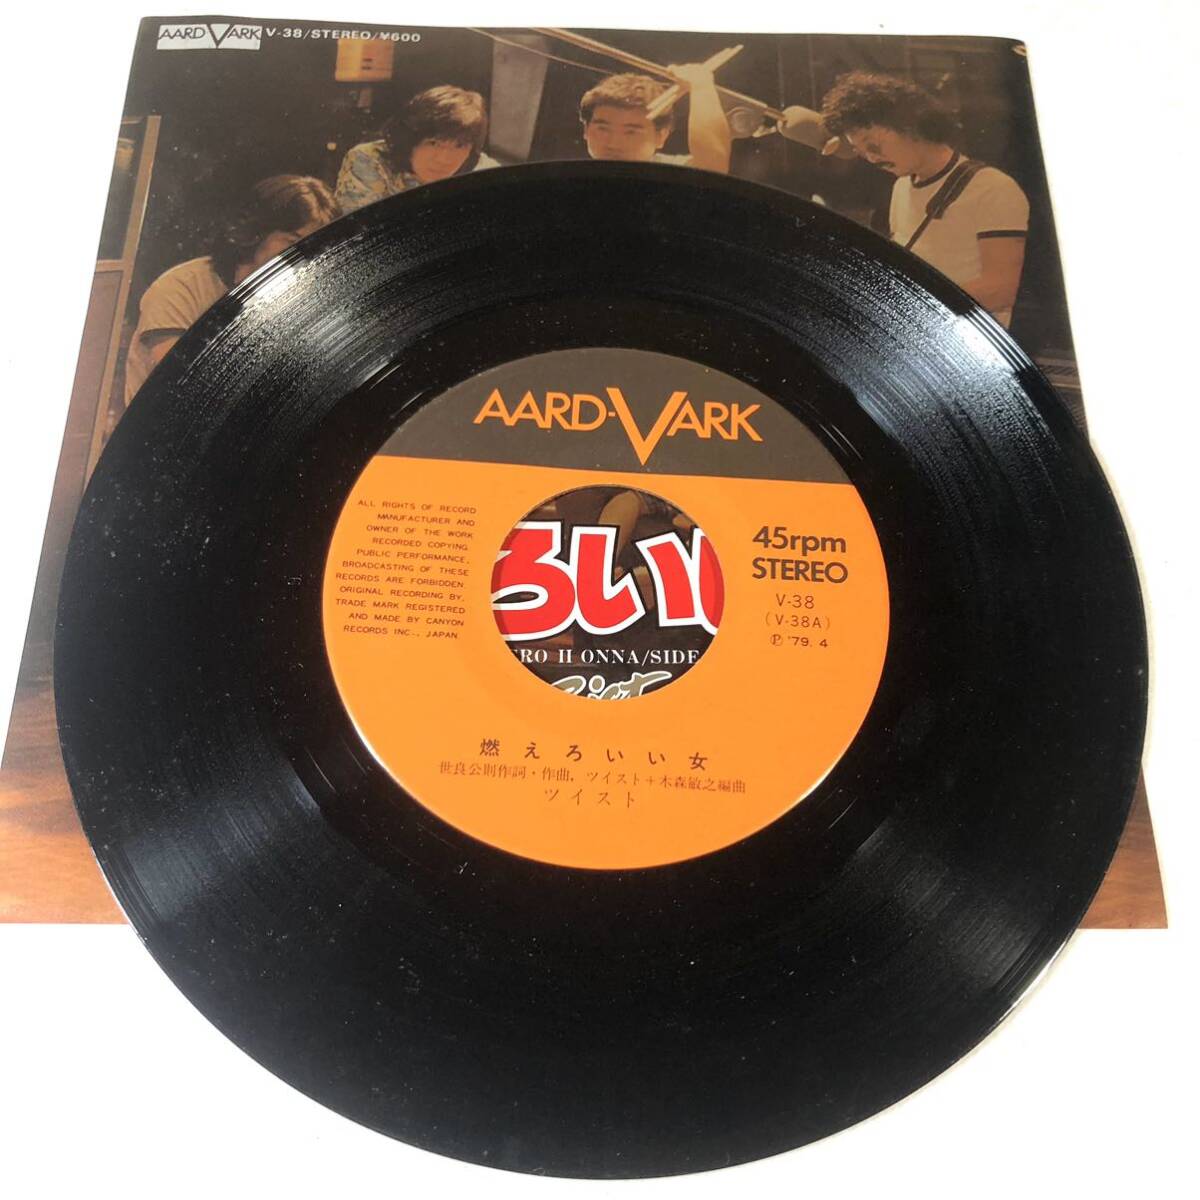 AARD VARK V-38/STEREO/¥600
AARD-VARK
ALL RIGHTS OF RECORD
MANUFACTURER AND
OWNER OF THE WORK
RECORDED COPYING.
PUBLIC PERFORMANCE,
BROADCASTING OF THESE
RECORDS ARE FORBIDDEN.
ORIGINAL RECORDING BY,
TRADE MARK REGISTERED
AND MADE BY CANYON
RECORDS INC., JAPAN.
45rpm
STEREO
V-38
(V-38A)
Ⓟ '79. 4
ろいい
ERO II ONNA/SIDE
燃えろいい女
世良公則作詞・作曲, ツイスト+木森敏之編曲
ツイスト